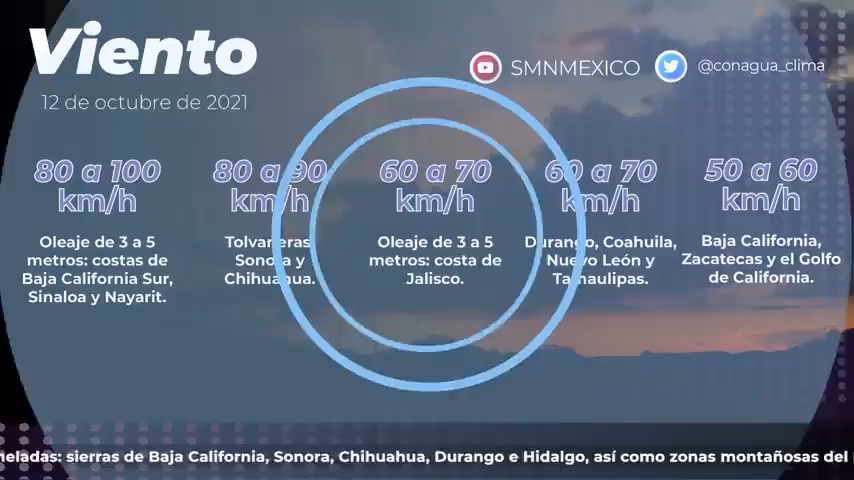 Viento
12 de octubre de 2021
SMNMEXICO
@conagua_clima
80 a 100
km/h
Oleaje de 3 a 5
metros: costas de
Baja California Sur,
Sinaloa y Nayarit.
80 a 90
km/h
Tolvaneras:
Sonora y
Chihuahua.
60 a 70
km/h
Oleaje de 3 a 5
metros: costa de
Jalisco.
60 a 70
km/h
Durango, Coahuila,
Nuevo León y
Tamaulipas.
50 a 60
km/h
Baja California,
Zacatecas y el Golfo
de California.
heladas: sierras de Baja California, Sonora, Chihuahua, Durango e Hidalgo, así como zonas montañosas del